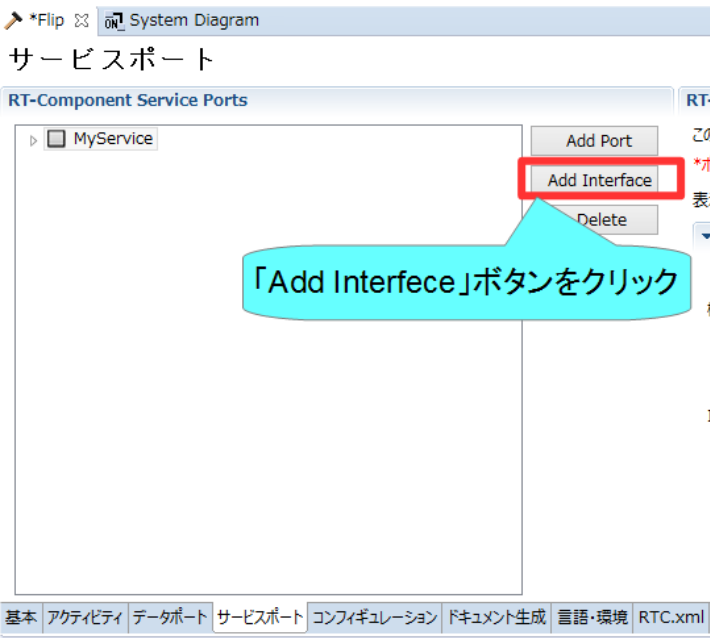 *Flip System Diagram
サービスポート
RT-Component Service Ports
RT-
MyService
Add Port
Add Interface
Delete
「Add Interfece」ボタンをクリック
この
*ポ
表
基本 アクティビティ データポート サービスポート コンフィギュレーション ドキュメント生成 言語・環境 RTC.xml